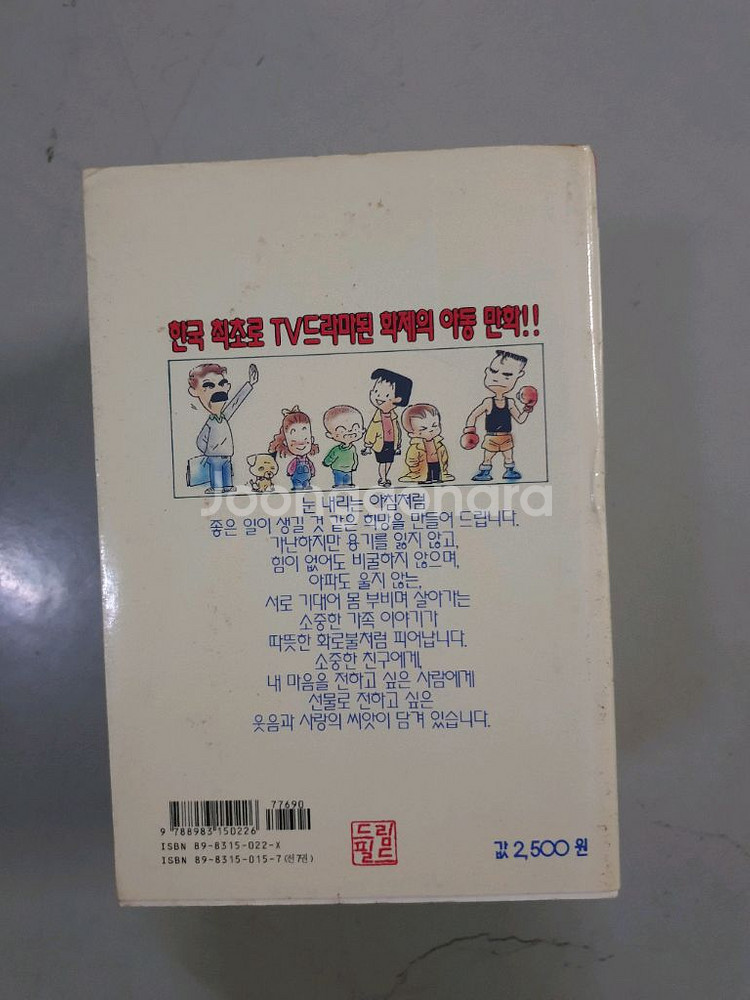 한국 최초로 TV드라마된 화제의 아동 만화!!
Joonggonara
눈 내리는 아침처럼
좋은 일이 생길 것 같은 희망을 만들어 드립니다.
가난하지만 용기를 잃지 않고,
힘이 없어도 비굴하지 않으며,
아파도 울지 않는,
서로 기대어 몸 부비며 살아가는
소중한 가족 이야기가
따뜻한 화로불처럼 피어납니다.
소중한 친구에게,
내 마음을 전하고 싶은 사람에게
선물로 전하고 싶은
웃음과 사랑의 씨앗이 담겨 있습니다.
77690
9 788983 150226
ISBN 89-8315-022-X
ISBN 89-8315-015-7(전7권)
드림
필드
값 2,500 원